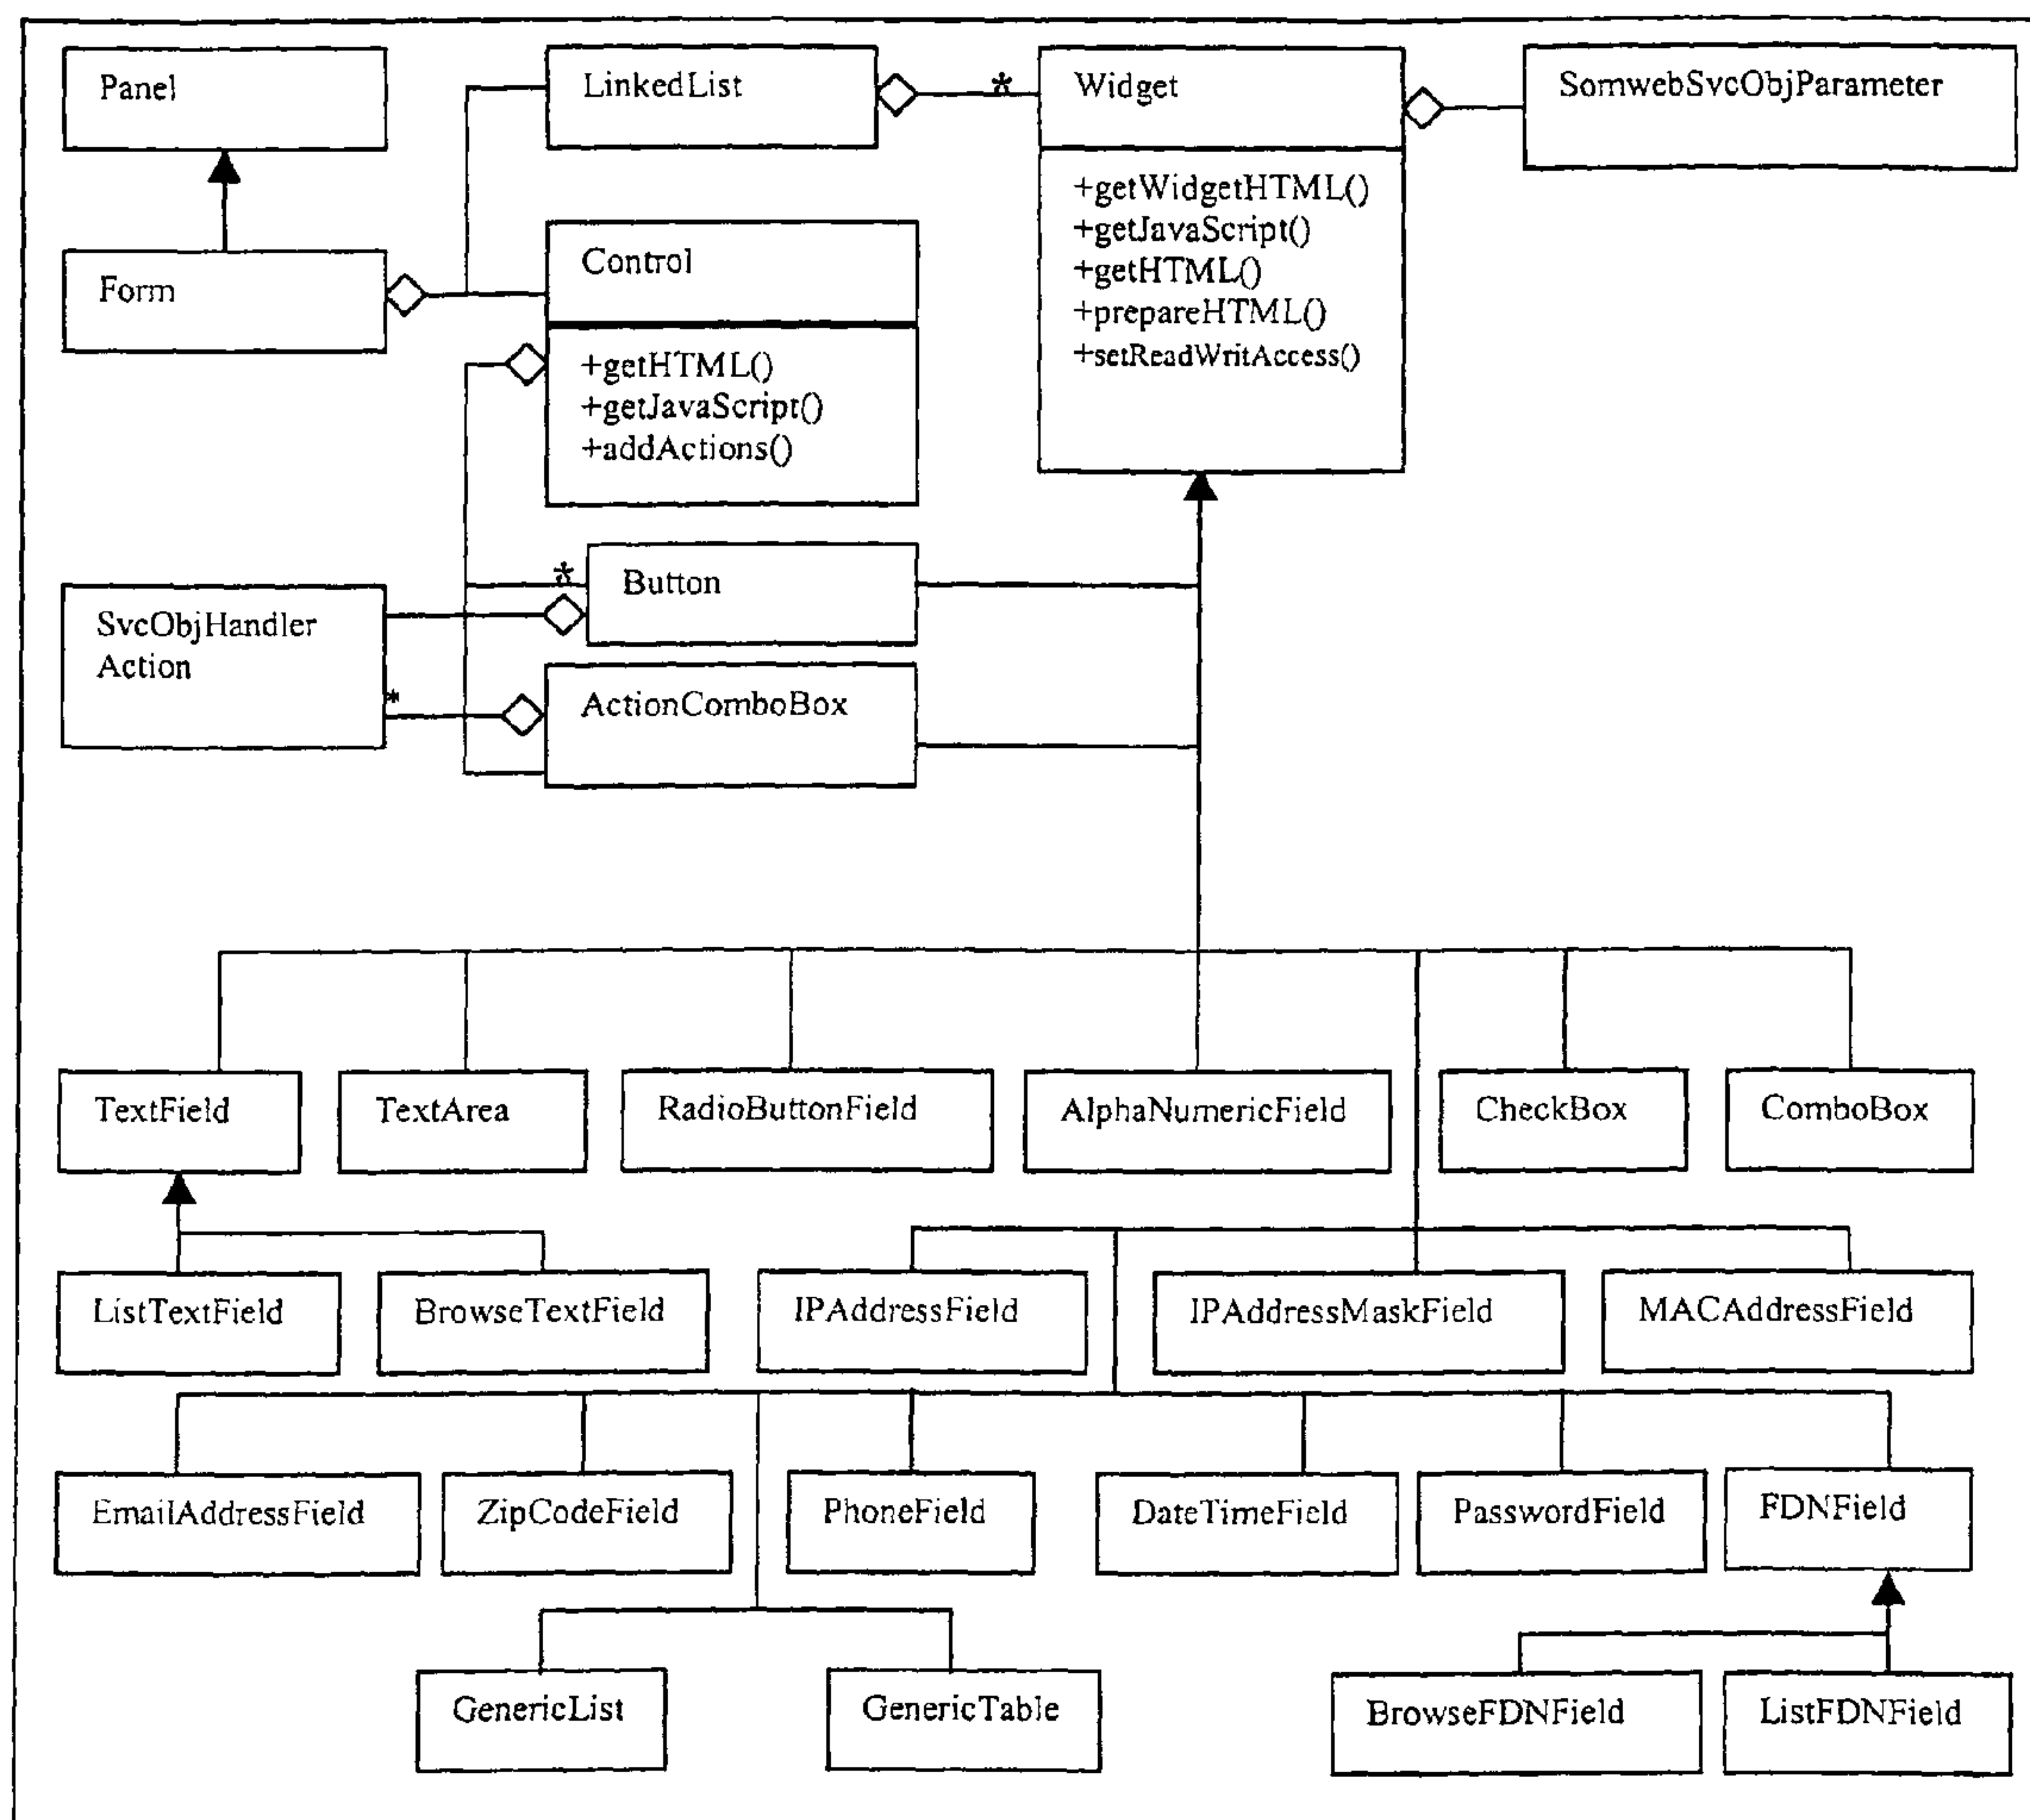 Panel
LinkedList
*
Widget
SomwebSvcObjParameter
+getWidgetHTML()
+getJavaScript()
+getHTML()
+prepareHTML()
+setReadWritAccess()
Form
Control
+getHTML()
+getJavaScript()
+addActions()
*
Button
SvcObjHandler
Action
*
ActionComboBox
TextField
TextArea
RadioButtonField
AlphaNumericField
CheckBox
ComboBox
ListTextField
BrowseTextField
IPAddressField
IPAddressMaskField
MACAddressField
EmailAddressField
ZipCodeField
PhoneField
DateTimeField
PasswordField
FDNField
GenericList
GenericTable
BrowseFDNField
ListFDNField